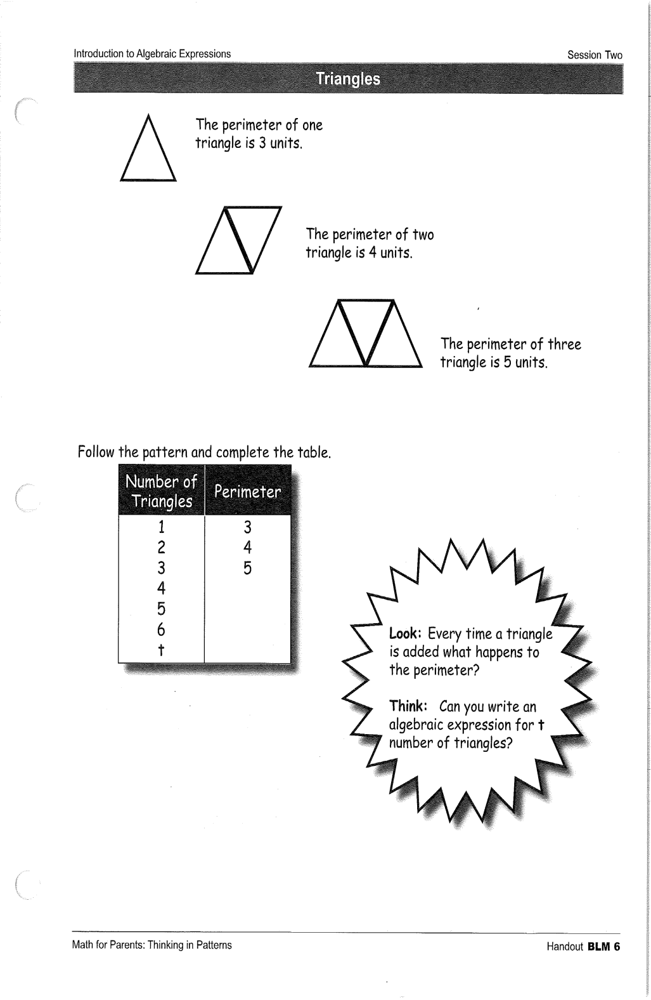 Introduction to Algebraic Expressions
Session Two
Triangles
The perimeter of one
triangle is 3 units.
The perimeter of two
triangle is 4 units.
The perimeter of three
triangle is 5 units.
Follow the pattern and complete the table.
Number of Triangles Perimeter
1 3
2 4
3 5
4
5
6
t
Look: Every time a triangle
is added what happens to
the perimeter?
Think: Can you write an
algebraic expression for t
number of triangles?
Math for Parents: Thinking in Patterns
Handout BLM 6